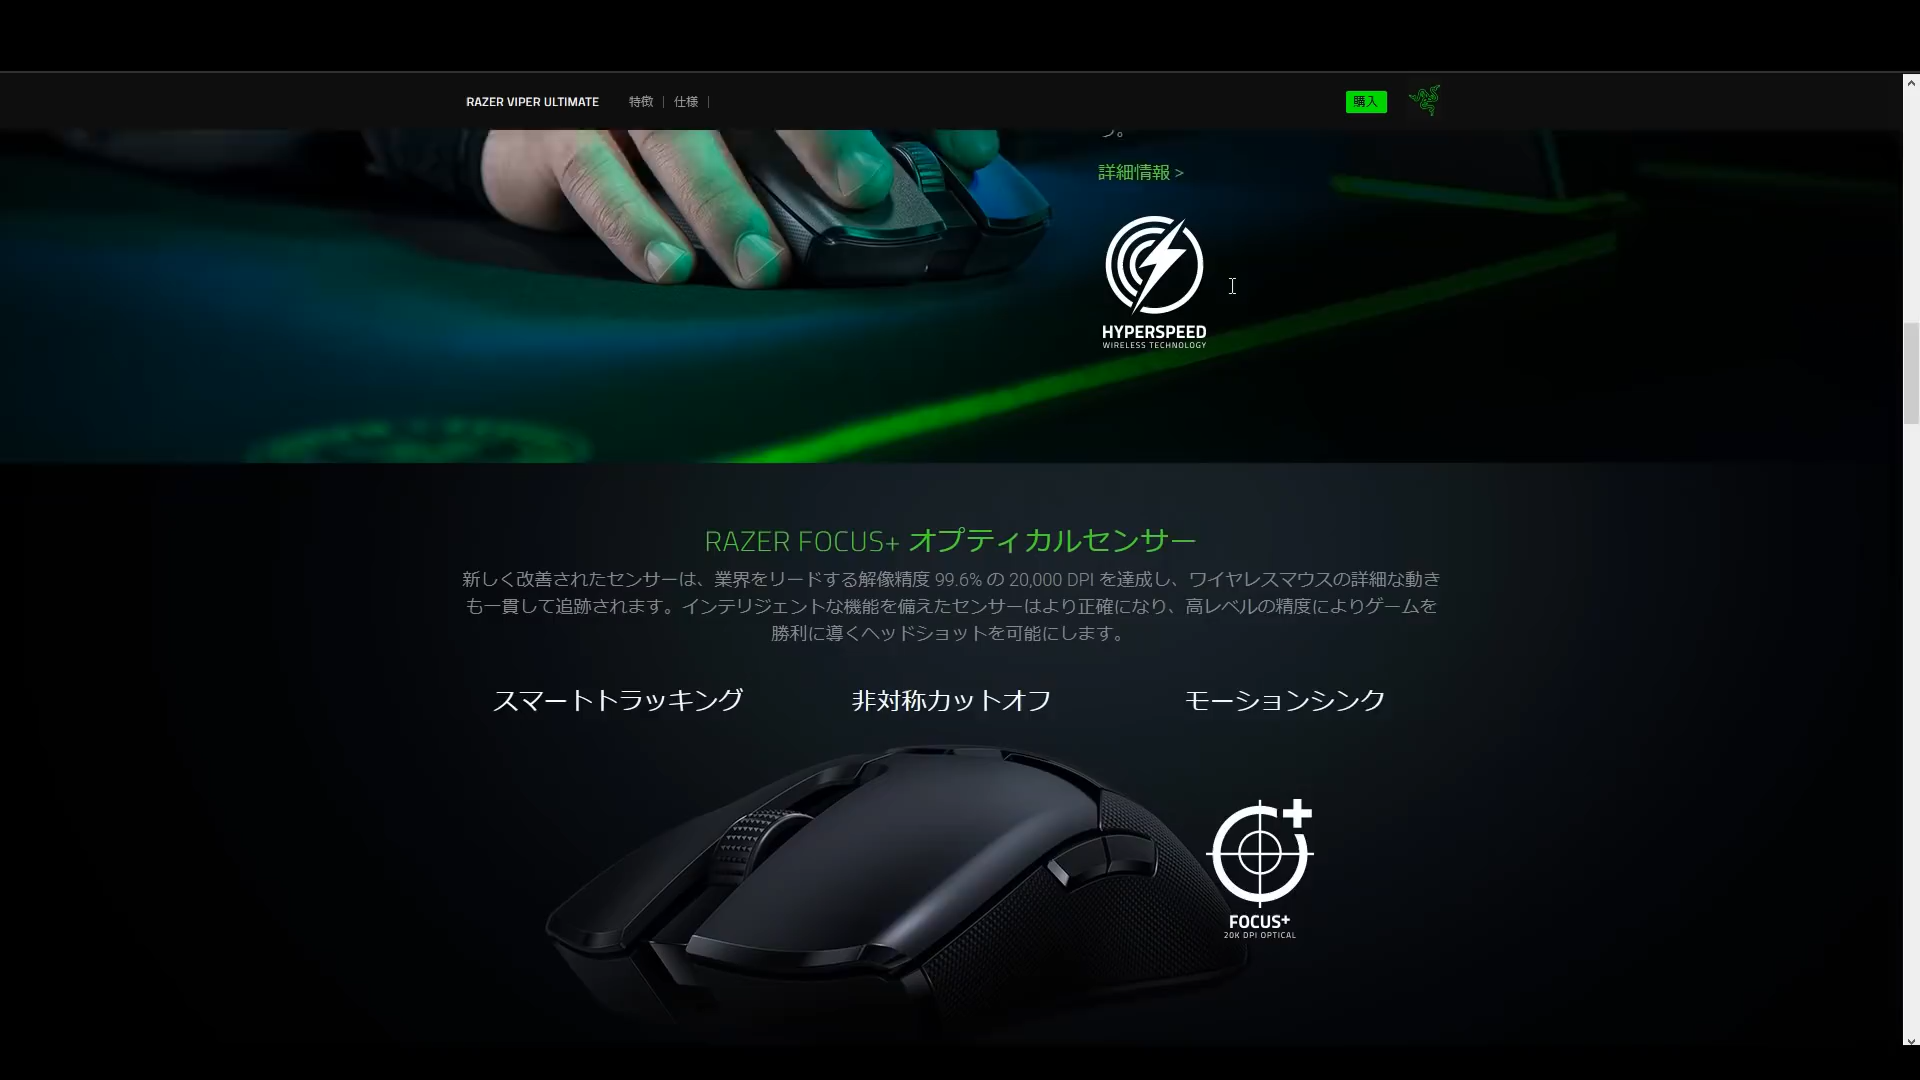 RAZER VIPER ULTIMATE 特徴 | 仕様 |
購入
う。
詳細情報 >
HYPERSPEED
WIRELESS TECHNOLOGY
RAZER FOCUS+ オプティカルセンサー
新しく改善されたセンサーは、業界をリードする解像精度 99.6% の 20,000 DPI を達成し、ワイヤレスマウスの詳細な動き
も一貫して追跡されます。インテリジェントな機能を備えたセンサーはより正確になり、高レベルの精度によりゲームを
勝利に導くヘッドショットを可能にします。
スマートトラッキング
非対称カットオフ
モーションシンク
FOCUS+
20K DPI OPTICAL